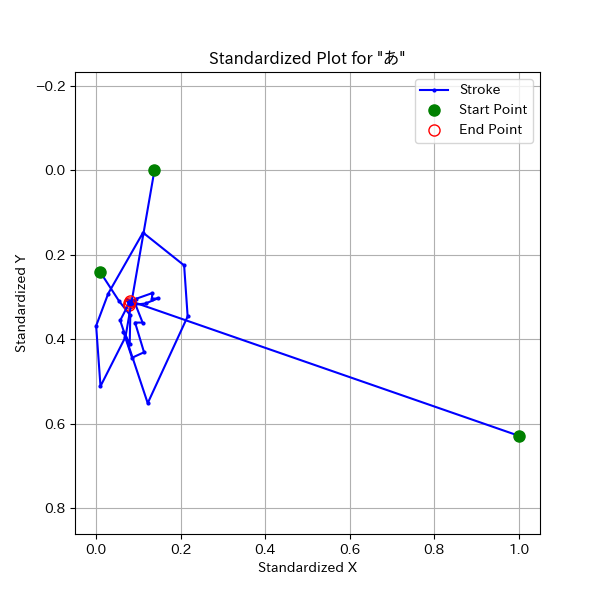 Standardized Plot for "あ"
Stroke
Start Point
End Point
−0.2
0.0
0.2
0.4
0.6
0.8
Standardized Y
0.0 0.2 0.4 0.6 0.8 1.0
Standardized X